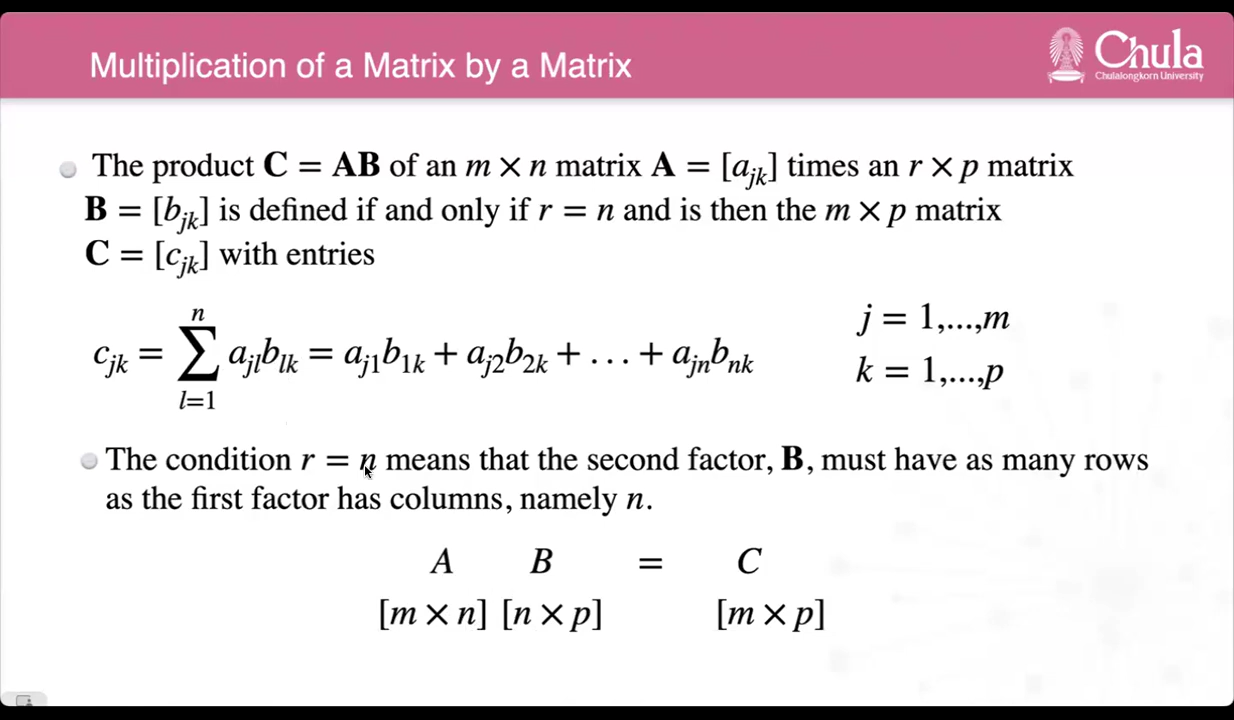 Multiplication of a Matrix by a Matrix
Chula
Chulalongkorn University
The product C = AB of an m × n matrix A = [a_jk] times an r × p matrix
B = [b_jk] is defined if and only if r = n and is then the m × p matrix
C = [c_jk] with entries
c_jk = ∑_{l=1}^{n} a_jl b_lk = a_j1 b_1k + a_j2 b_2k + . . . + a_jn b_nk
j = 1,...,m
k = 1,...,p
The condition r = n means that the second factor, B, must have as many rows
as the first factor has columns, namely n.
A B = C
[m × n] [n × p] [m × p]